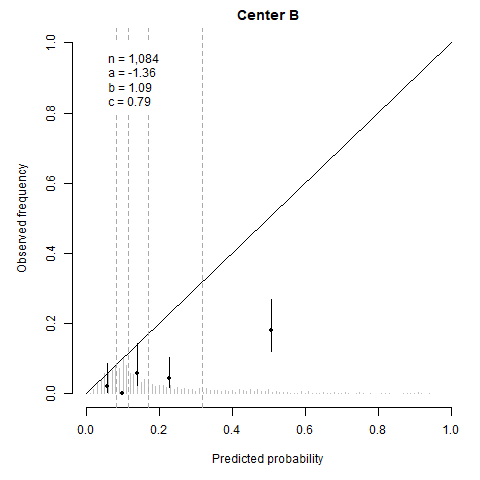 Center B
n = 1,084
a = -1.36
b = 1.09
c = 0.79
Observed frequency
1.0
0.8
0.6
0.4
0.2
0.0
0.0 0.2 0.4 0.6 0.8 1.0
Predicted probability